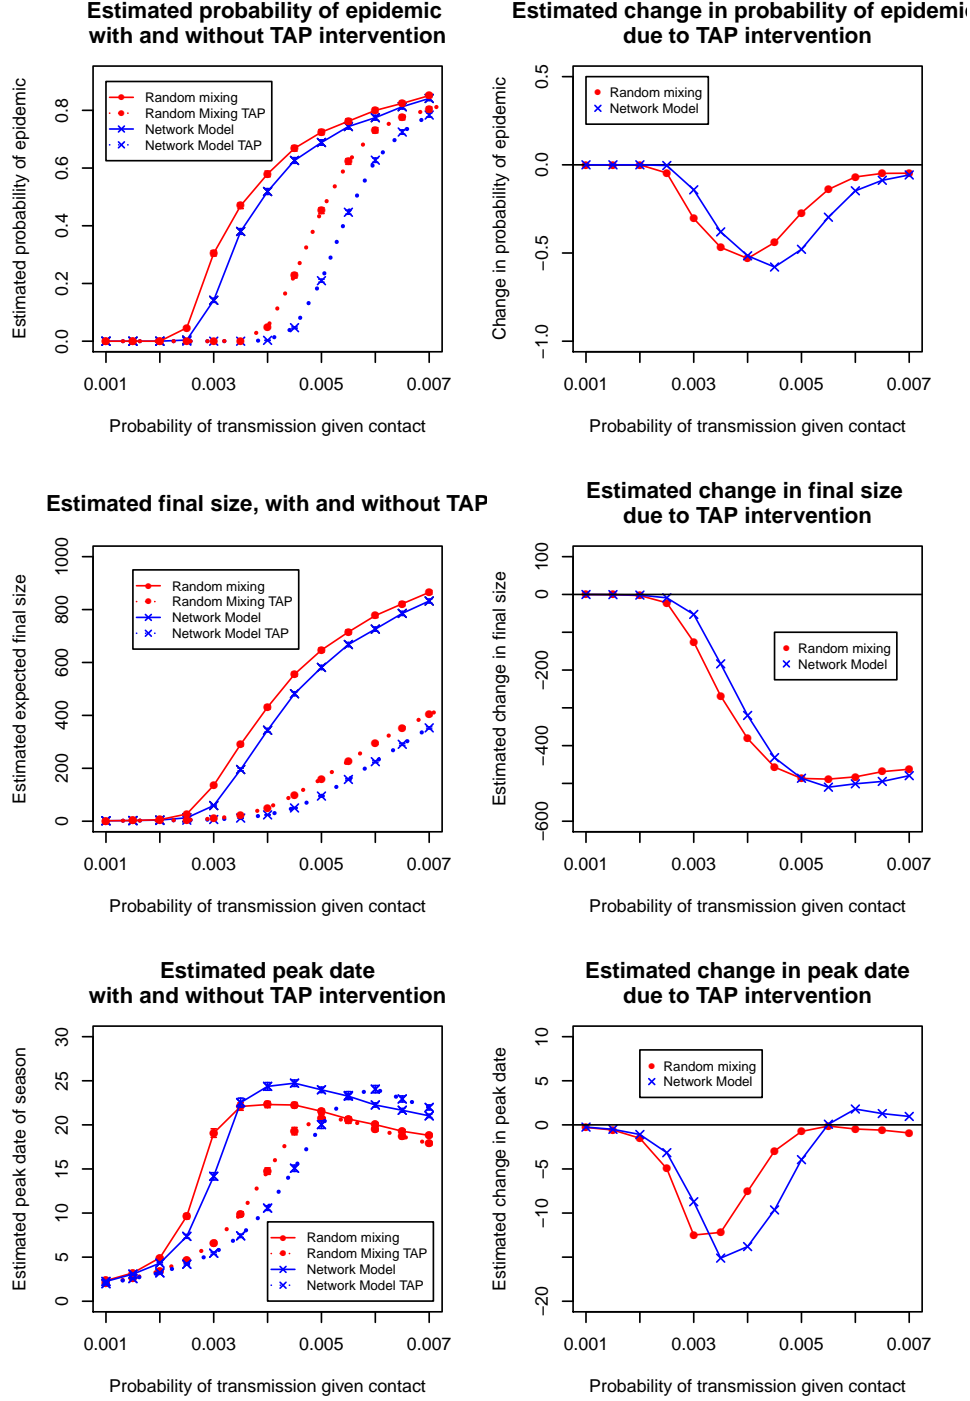 Estimated probability of epidemic
with and without TAP intervention
Estimated probability of epidemic
0.0
0.2
0.4
0.6
0.8
Random mixing
Random Mixing TAP
Network Model
Network Model TAP
0.001
0.003
0.005
0.007
Probability of transmission given contact
Estimated change in probability of epidemic
due to TAP intervention
Change in probability of epidemic
−1.0
−0.5
0.0
0.5
Random mixing
Network Model
0.001
0.003
0.005
0.007
Probability of transmission given contact
Estimated final size, with and without TAP
Estimated expected final size
0
200
400
600
800
1000
Random mixing
Random Mixing TAP
Network Model
Network Model TAP
0.001
0.003
0.005
0.007
Probability of transmission given contact
Estimated change in final size
due to TAP intervention
Estimated change in final size
−600
−400
−200
0
100
Random mixing
Network Model
0.001
0.003
0.005
0.007
Probability of transmission given contact
Estimated peak date
with and without TAP intervention
Estimated peak date of season
0
5
10
15
20
25
30
Random mixing
Random Mixing TAP
Network Model
Network Model TAP
0.001
0.003
0.005
0.007
Probability of transmission given contact
Estimated change in peak date
due to TAP intervention
Estimated change in peak date
−20
−10
−5
0
5
10
Random mixing
Network Model
0.001
0.003
0.005
0.007
Probability of transmission given contact